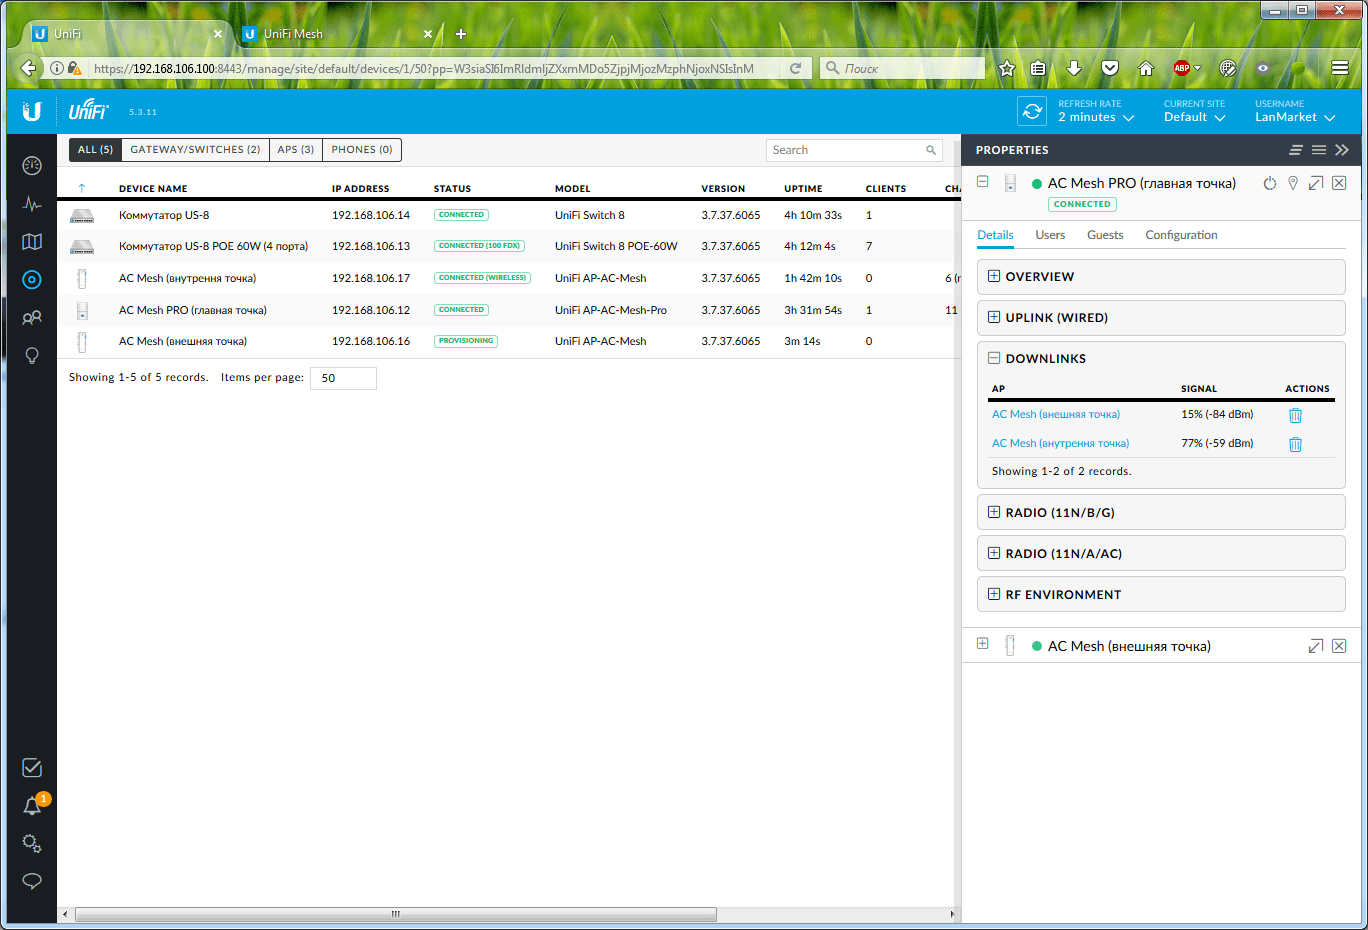 UniFi
UniFi Mesh
https://192.168.106.100:8443/manage/site/default/devices/1/50?pp=W3siaSI6ImRldmljZXxmMDo5ZjpjMjozMzphNjoxNSIsInM
Поиск
ABP
UniFi
5.3.11
REFRESH RATE
2 minutes
CURRENT SITE
Default
USERNAME
LanMarket
ALL (5) GATEWAY/SWITCHES (2) APS (3) PHONES (0)
Search
DEVICE NAME IP ADDRESS STATUS MODEL VERSION UPTIME CLIENTS CHA
Коммутатор US-8 192.168.106.14 CONNECTED UniFi Switch 8 3.7.37.6065 4h 10m 33s 1
Коммутатор US-8 POE 60W (4 порта) 192.168.106.13 CONNECTED (100 FDX) UniFi Switch 8 POE-60W 3.7.37.6065 4h 12m 4s 7
AC Mesh (внутрення точка) 192.168.106.17 CONNECTED (WIRELESS) UniFi AP-AC-Mesh 3.7.37.6065 1h 42m 10s 0 6 (r
AC Mesh PRO (главная точка) 192.168.106.12 CONNECTED UniFi AP-AC-Mesh-Pro 3.7.37.6065 3h 31m 54s 1 11
AC Mesh (внешняя точка) 192.168.106.16 PROVISIONING UniFi AP-AC-Mesh 3.7.37.6065 3m 14s 0
Showing 1-5 of 5 records. Items per page: 50
PROPERTIES
AC Mesh PRO (главная точка)
CONNECTED
Details Users Guests Configuration
OVERVIEW
UPLINK (WIRED)
DOWNLINKS
AP SIGNAL ACTIONS
AC Mesh (внешняя точка) 15% (-84 dBm)
AC Mesh (внутрення точка) 77% (-59 dBm)
Showing 1-2 of 2 records.
RADIO (11N/B/G)
RADIO (11N/A/AC)
RF ENVIRONMENT
AC Mesh (внешняя точка)
1